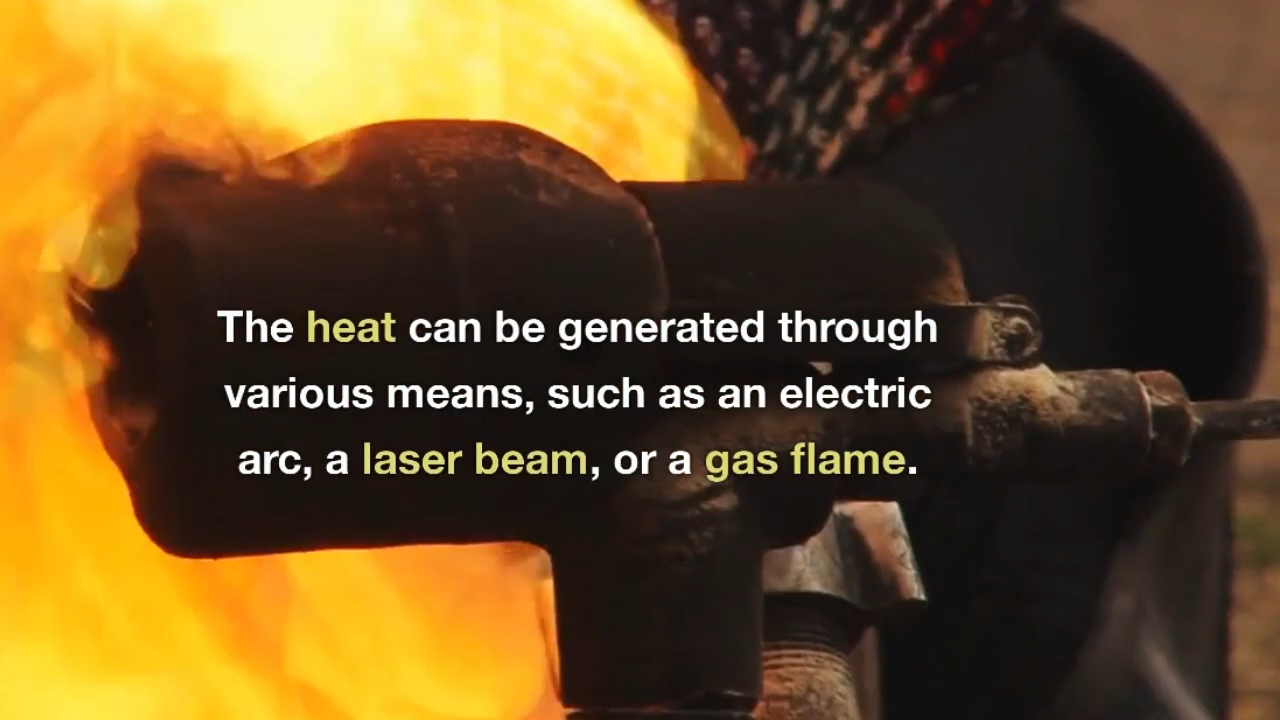 The heat can be generated through
various means, such as an electric
arc, a laser beam, or a gas flame.